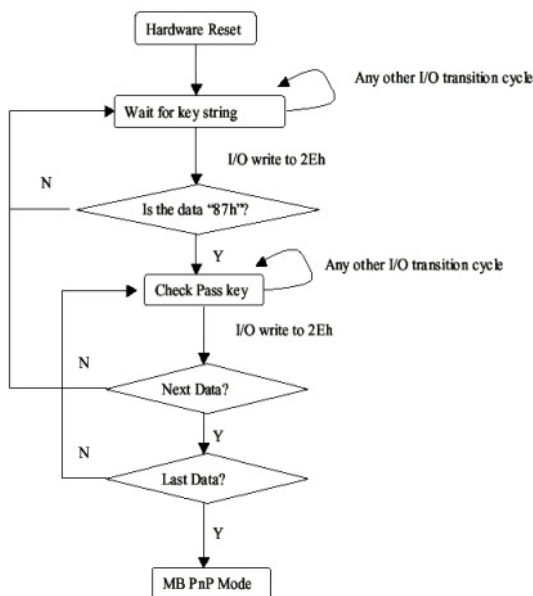 Hardware Reset
Any other I/O transition cycle
Wait for key string
I/O write to 2Eh
N
Is the data “87h”?
Y
Any other I/O transition cycle
Check Pass key
I/O write to 2Eh
N
Next Data?
Y
N
Last Data?
Y
MB PnP Mode